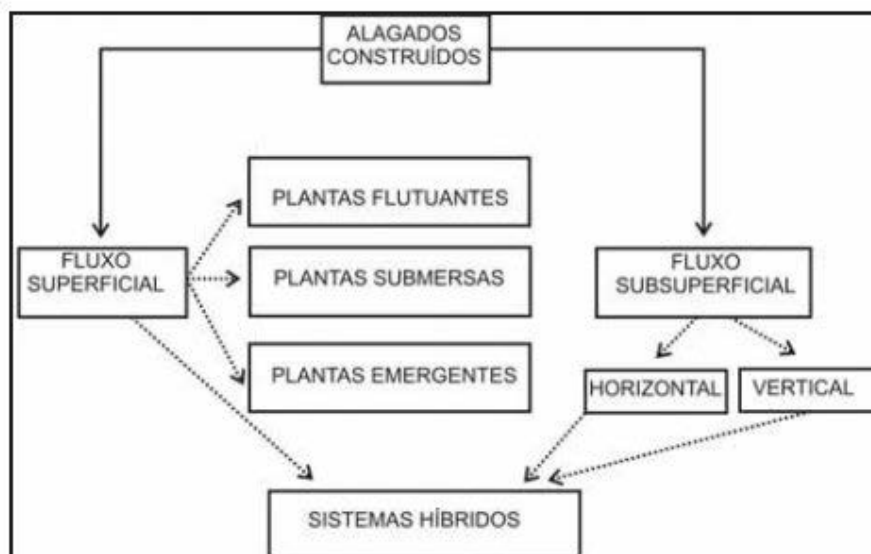 ALAGADOS
CONSTRUÍDOS
PLANTAS FLUTUANTES
FLUXO
SUPERFICIAL
PLANTAS SUBMERSAS
FLUXO
SUBSUPERFICIAL
PLANTAS EMERGENTES
HORIZONTAL
VERTICAL
SISTEMAS HÍBRIDOS